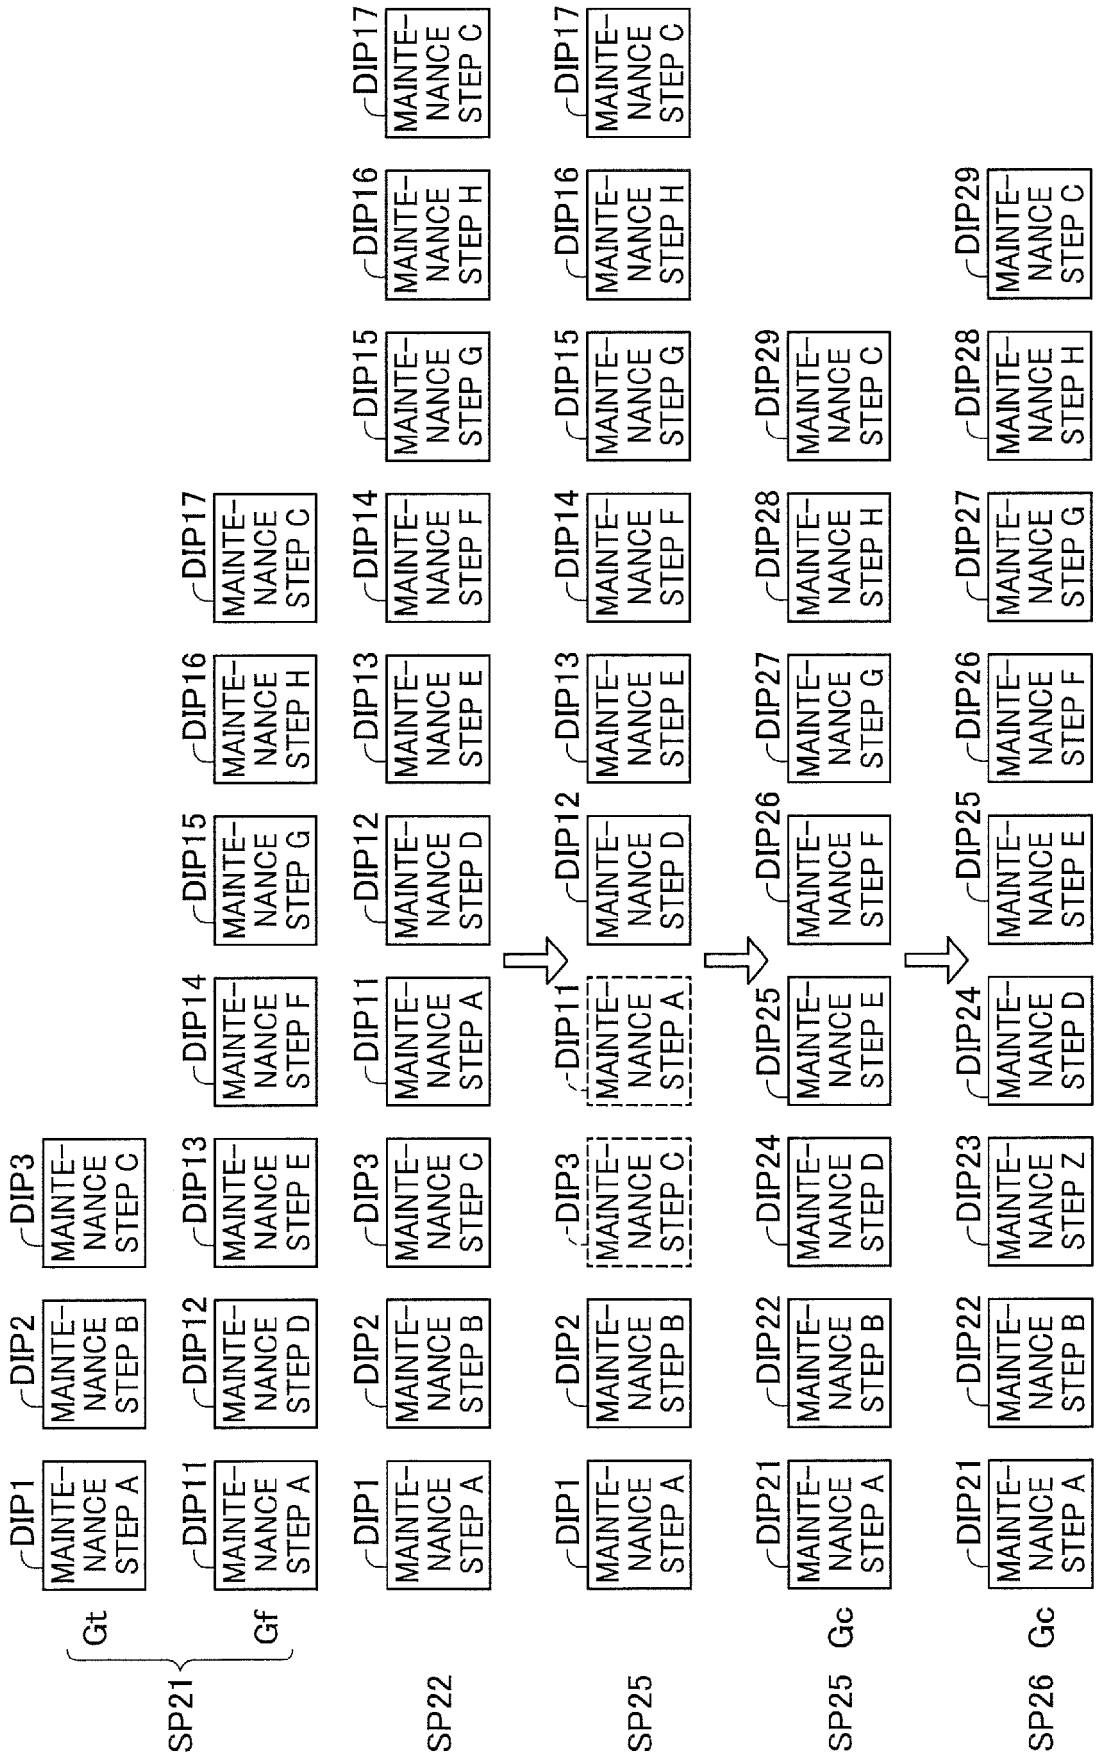 SP21
Gt
DIP1
MAINTE-
NANCE
STEP A
DIP2
MAINTE-
NANCE
STEP B
DIP3
MAINTE-
NANCE
STEP C
Gf
DIP11
MAINTE-
NANCE
STEP A
DIP12
MAINTE-
NANCE
STEP D
DIP13
MAINTE-
NANCE
STEP E
DIP14
MAINTE-
NANCE
STEP F
DIP15
MAINTE-
NANCE
STEP G
DIP16
MAINTE-
NANCE
STEP H
DIP17
MAINTE-
NANCE
STEP C
SP22
DIP1
MAINTE-
NANCE
STEP A
DIP2
MAINTE-
NANCE
STEP B
DIP3
MAINTE-
NANCE
STEP C
DIP11
MAINTE-
NANCE
STEP A
DIP12
MAINTE-
NANCE
STEP D
DIP13
MAINTE-
NANCE
STEP E
DIP14
MAINTE-
NANCE
STEP F
DIP15
MAINTE-
NANCE
STEP G
DIP16
MAINTE-
NANCE
STEP H
DIP17
MAINTE-
NANCE
STEP C
SP25
DIP1
MAINTE-
NANCE
STEP A
DIP2
MAINTE-
NANCE
STEP B
DIP3
MAINTE-
NANCE
STEP C
DIP11
MAINTE-
NANCE
STEP A
DIP12
MAINTE-
NANCE
STEP D
DIP13
MAINTE-
NANCE
STEP E
DIP14
MAINTE-
NANCE
STEP F
DIP15
MAINTE-
NANCE
STEP G
DIP16
MAINTE-
NANCE
STEP H
DIP17
MAINTE-
NANCE
STEP C
SP25 Gc
DIP21
MAINTE-
NANCE
STEP A
DIP22
MAINTE-
NANCE
STEP B
DIP24
MAINTE-
NANCE
STEP D
DIP25
MAINTE-
NANCE
STEP E
DIP26
MAINTE-
NANCE
STEP F
DIP27
MAINTE-
NANCE
STEP G
DIP28
MAINTE-
NANCE
STEP H
DIP29
MAINTE-
NANCE
STEP C
SP26 Gc
DIP21
MAINTE-
NANCE
STEP A
DIP22
MAINTE-
NANCE
STEP B
DIP23
MAINTE-
NANCE
STEP Z
DIP24
MAINTE-
NANCE
STEP D
DIP25
MAINTE-
NANCE
STEP E
DIP26
MAINTE-
NANCE
STEP F
DIP27
MAINTE-
NANCE
STEP G
DIP28
MAINTE-
NANCE
STEP H
DIP29
MAINTE-
NANCE
STEP C